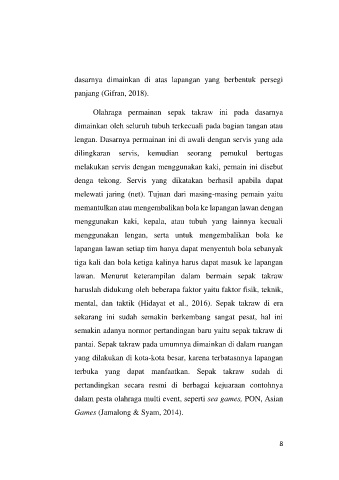 dasarnya dimainkan di atas lapangan yang berbentuk persegi
panjang (Gifran, 2018).
Olahraga permainan sepak takraw ini pada dasarnya
dimainkan oleh seluruh tubuh terkecuali pada bagian tangan atau
lengan. Dasarnya permainan ini di awali dengan servis yang ada
dilingkaran servis, kemudian seorang pemukul bertugas
melakukan servis dengan menggunakan kaki, pemain ini disebut
denga tekong. Servis yang dikatakan berhasil apabila dapat
melewati jaring (net). Tujuan dari masing-masing pemain yaitu
memantulkan atau mengembalikan bola ke lapangan lawan dengan
menggunakan kaki, kepala, atau tubuh yang lainnya kecuali
menggunakan lengan, serta untuk mengembalikan bola ke
lapangan lawan setiap tim hanya dapat menyentuh bola sebanyak
tiga kali dan bola ketiga kalinya harus dapat masuk ke lapangan
lawan. Menurut keterampilan dalam bermain sepak takraw
haruslah didukung oleh beberapa faktor yaitu faktor fisik, teknik,
mental, dan taktik (Hidayat et al., 2016). Sepak takraw di era
sekarang ini sudah semakin berkembang sangat pesat, hal ini
semakin adanya normor pertandingan baru yaitu sepak takraw di
pantai. Sepak takraw pada umumnya dimainkan di dalam ruangan
yang dilakukan di kota-kota besar, karena terbatasnnya lapangan
terbuka yang dapat manfaatkan. Sepak takraw sudah di
pertandingkan secara resmi di berbagai kejuaraan contohnya
dalam pesta olahraga multi event, seperti sea games, PON, Asian
Games (Jamalong & Syam, 2014).
8